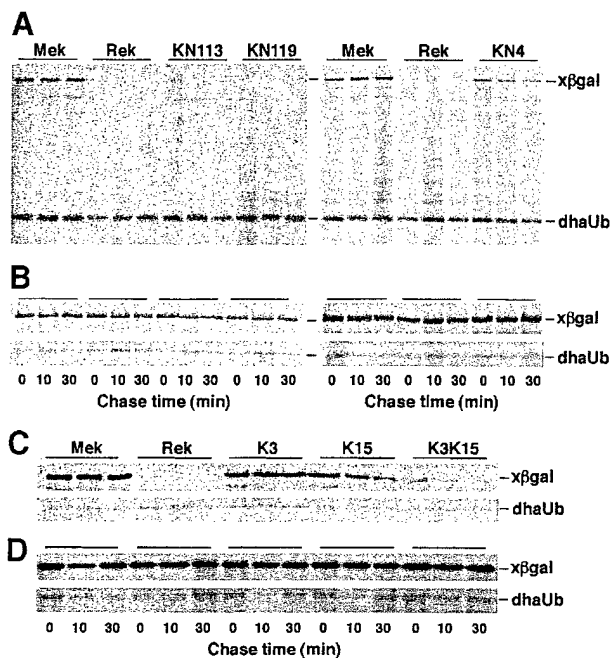 A
Mek Rek KN113 KN119 Mek Rek KN4
xβgal
dhaUb
B
xβgal
dhaUb
0 10 30 0 10 30 0 10 30 0 10 30 0 10 30 0 10 30 0 10 30
Chase time (min) Chase time (min)
C
Mek Rek K3 K15 K3K15
xβgal
dhaUb
D
xβgal
dhaUb
0 10 30 0 10 30 0 10 30 0 10 30 0 10 30
Chase time (min)